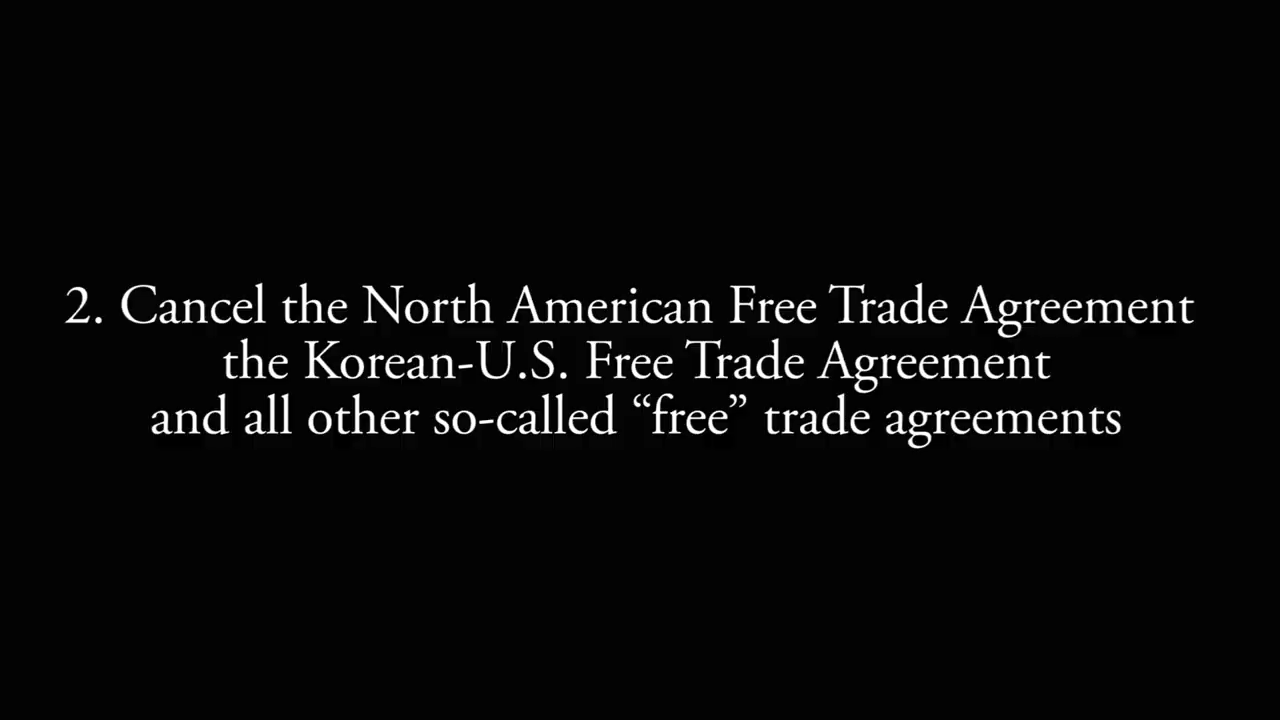 2. Cancel the North American Free Trade Agreement
the Korean-U.S. Free Trade Agreement
and all other so-called “free” trade agreements